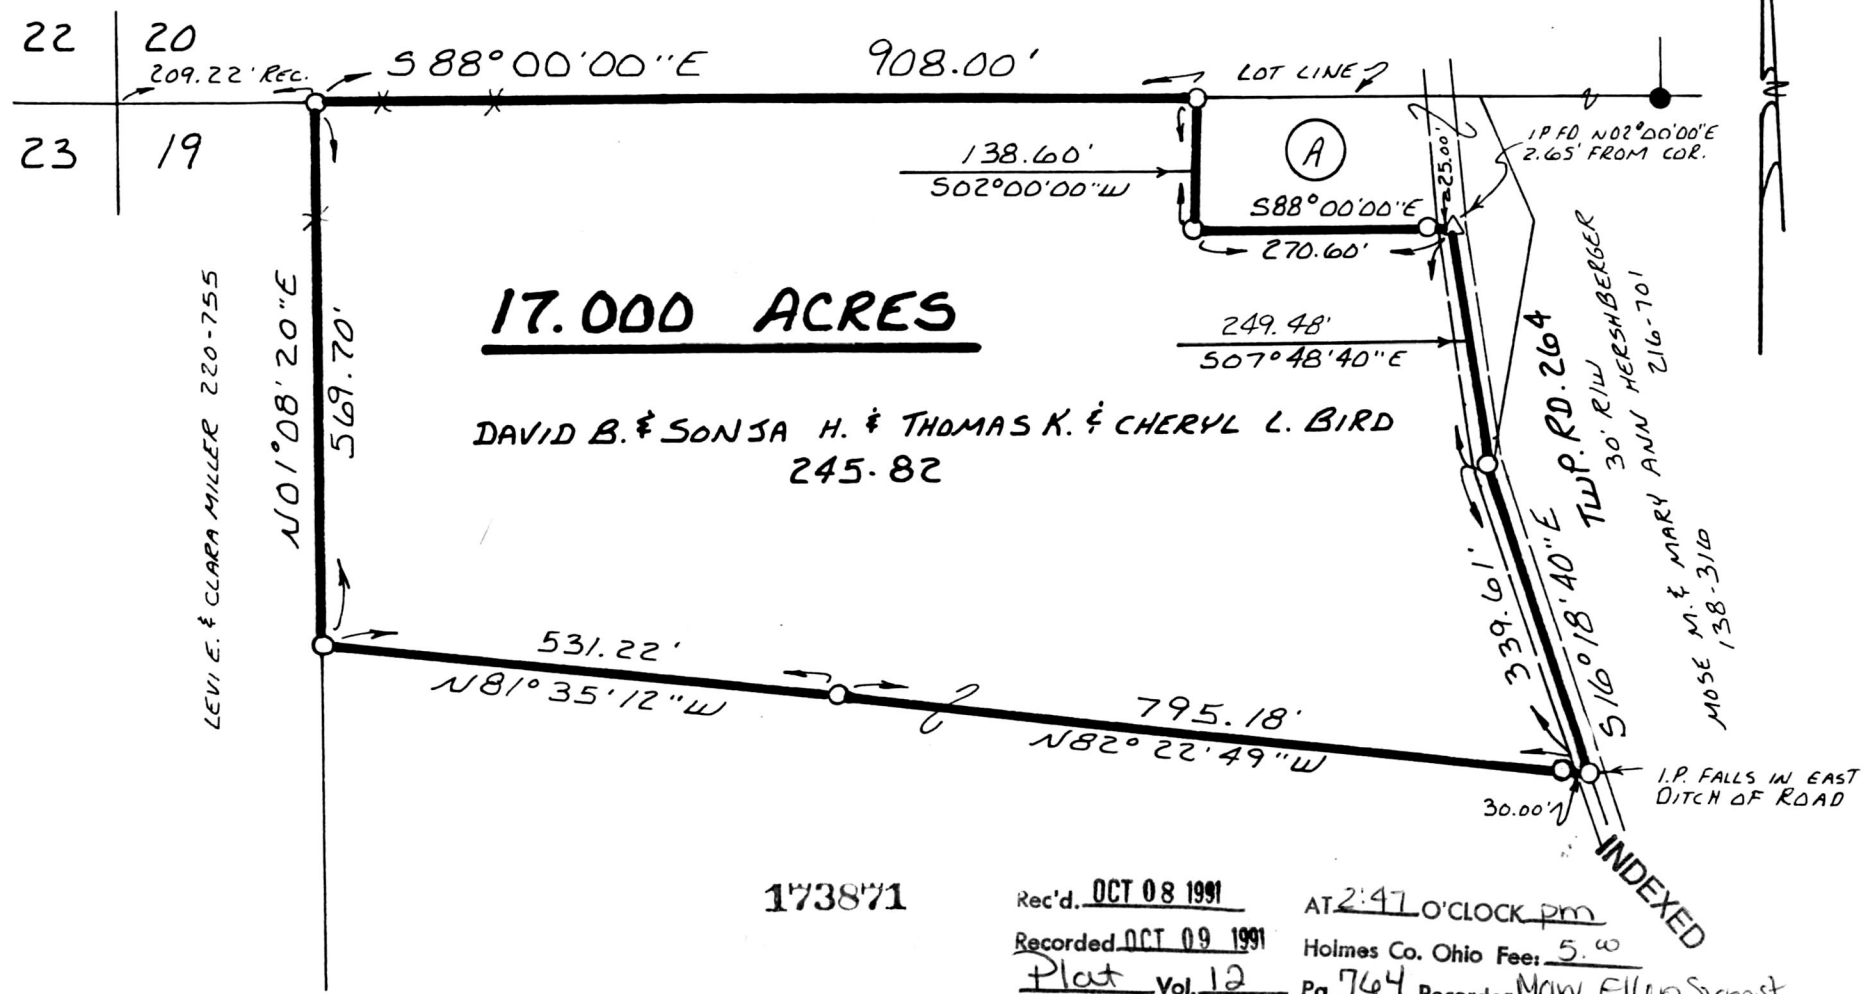 22
20
209.22' REC.
S88°00'00"E
908.00'
LOT LINE
23
19
138.60'
S02°00'00"W
A
25.00'
I.P. FD N02°00'00"E
2.65' FROM COR.
S88°00'00"E
270.60'
17.000 ACRES
249.48'
S07°48'40"E
DAVID B. & SONJA H. & THOMAS K. & CHERYL L. BIRD
245-82
LEVI E. & CLARA MILLER 220-755
N01°08'20"E
569.70'
TWP. RD. 264
30' R/W
MOSE M. & MARY ANN HERSHBERGER
138-316
216-701
339.61'
S16°18'40"E
531.22'
N81°35'12"W
795.18'
N82°22'49"W
30.00'
I.P. FALLS IN EAST
DITCH OF ROAD
INDEXED
173871
Rec'd. OCT 08 1991 AT 2:47 O'CLOCK pm
Recorded OCT 09 1991 Holmes Co. Ohio Fee: 5.00
Plat Vol. 12 Pg 764